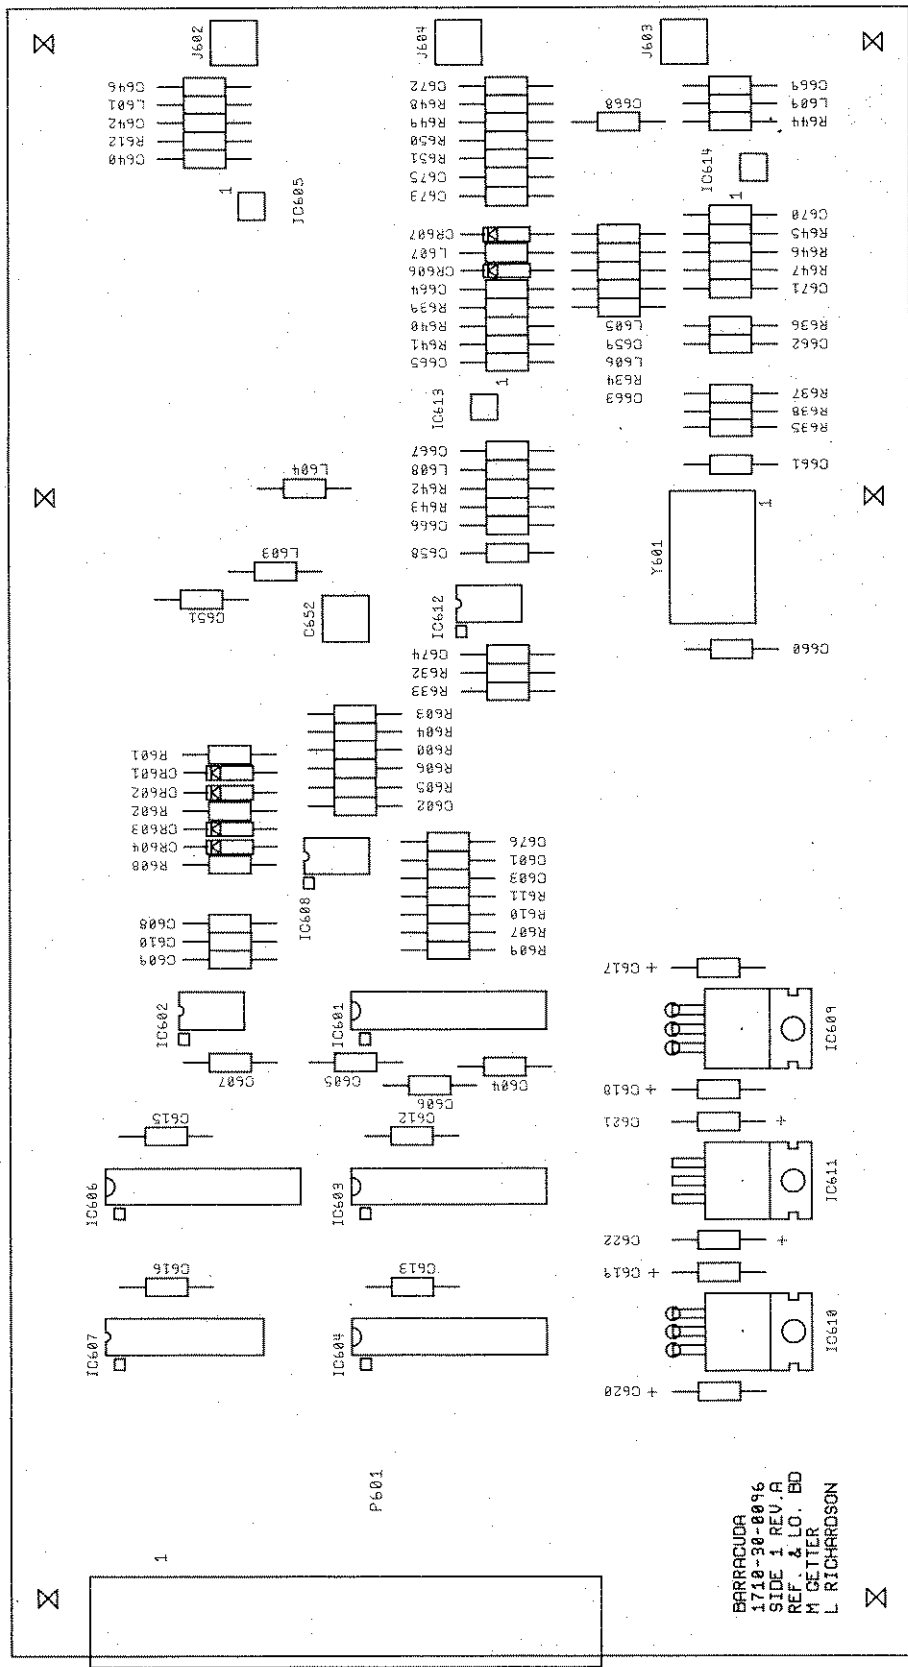 J602
J604
J603
C646
L601
C642
R612
C640
1
IC605
C672
R648
R649
R650
R651
C675
C673
C668
C669
L609
R644
IC614
1
CR607
L607
CR606
C664
R639
R640
R641
C665
1
IC613
L605
C659
L606
R634
C663
C670
R645
R646
R647
C671
R636
C662
R637
R638
R635
C661
C667
L608
R642
R643
C666
C658
L604
L603
C651
C652
IC612
Y601
1
C660
C674
R632
R633
R603
R604
R600
R606
R605
C602
R601
CR601
CR602
R602
CR603
CR604
R608
IC608
C676
C601
C603
R611
R610
R607
R609
C608
C610
C609
IC602
IC601
C607
C605
C604
C606
C617 +
IC609
C618 +
C621 +
IC611
C622 +
C619 +
IC610
C620 +
C615
C612
IC606
IC603
C616
C613
IC607
IC604
P601
1
BARRACUDA
1710-30-0096
SIDE 1 REV.A
REF. & LO. BD
M GETTER
L RICHARDSON